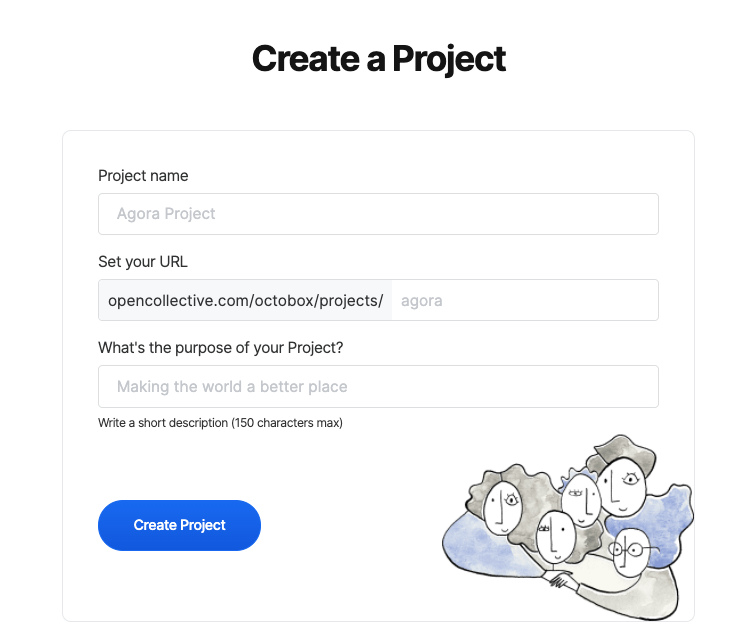 Create a Project
Project name
Agora Project
Set your URL
opencollective.com/octobox/projects/ agora
What's the purpose of your Project?
Making the world a better place
Write a short description (150 characters max)
Create Project